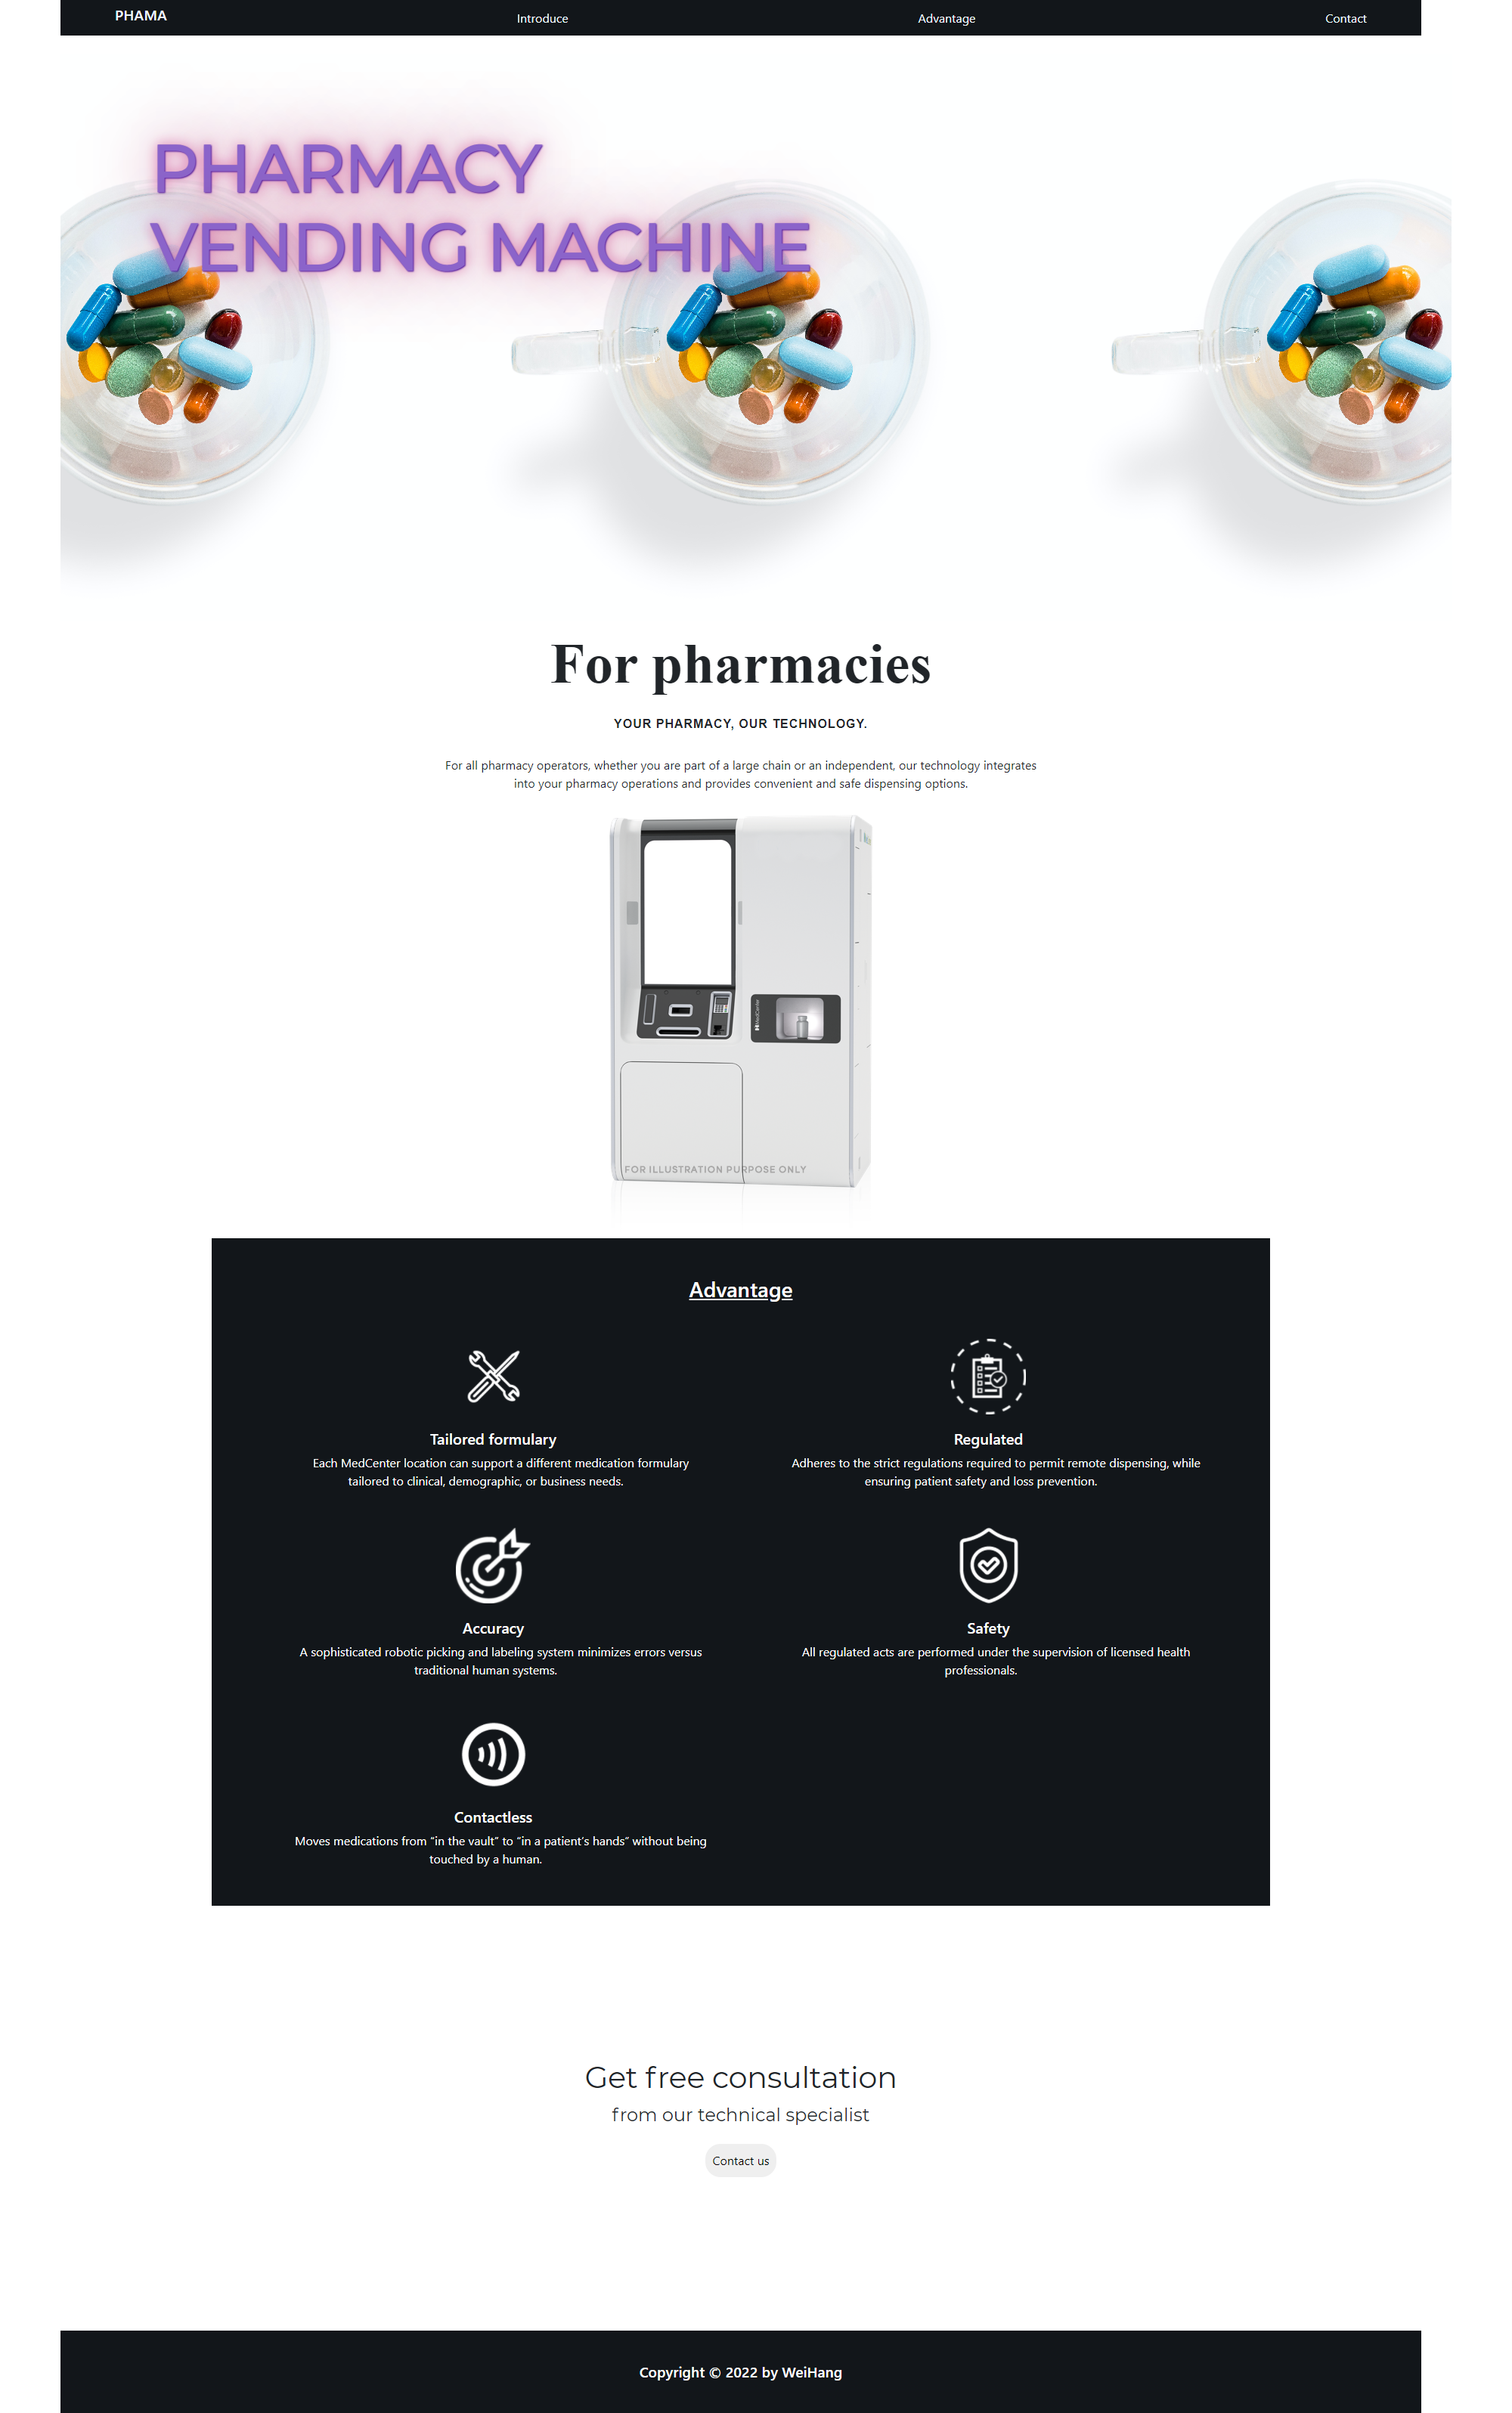 PHAMA
Introduce
Advantage
Contact
PHARMACY
VENDING MACHINE
For pharmacies
YOUR PHARMACY, OUR TECHNOLOGY.
For all pharmacy operators, whether you are part of a large chain or an independent, our technology integrates
into your pharmacy operations and provides convenient and safe dispensing options.
MedCenter
FOR ILLUSTRATION PURPOSE ONLY
Advantage
Tailored formulary
Each MedCenter location can support a different medication formulary
tailored to clinical, demographic, or business needs.
Regulated
Adheres to the strict regulations required to permit remote dispensing, while
ensuring patient safety and loss prevention.
Accuracy
A sophisticated robotic picking and labeling system minimizes errors versus
traditional human systems.
Safety
All regulated acts are performed under the supervision of licensed health
professionals.
Contactless
Moves medications from “in the vault” to “in a patient’s hands” without being
touched by a human.
Get free consultation
from our technical specialist
Contact us
Copyright © 2022 by WeiHang